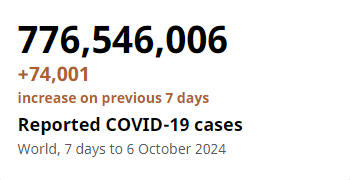 776,546,006
+74,001
increase on previous 7 days
Reported COVID-19 cases
World, 7 days to 6 October 2024